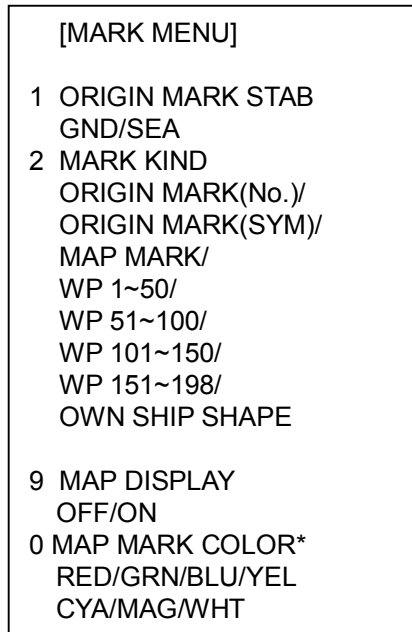 [MARK MENU]
1 ORIGIN MARK STAB
GND/SEA
2 MARK KIND
ORIGIN MARK(No.)/
ORIGIN MARK(SYM)/
MAP MARK/
WP 1~50/
WP 51~100/
WP 101~150/
WP 151~198/
OWN SHIP SHAPE
9 MAP DISPLAY
OFF/ON
0 MAP MARK COLOR*
RED/GRN/BLU/YEL
CYA/MAG/WHT